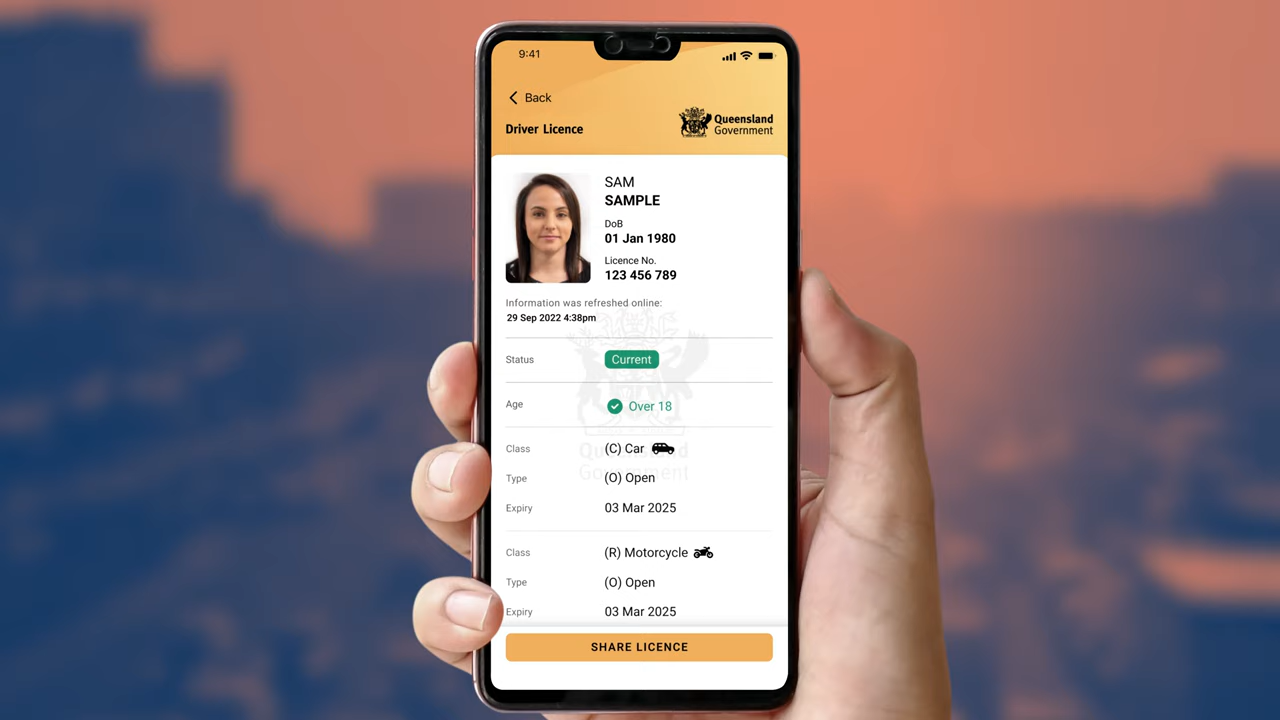 9:41
Back
Driver Licence
Queensland
Government
SAM
SAMPLE
DoB
01 Jan 1980
Licence No.
123 456 789
Information was refreshed online:
29 Sep 2022 4:38pm
Status Current
Age Over 18
Queensland
Government
Class (C) Car
Type (O) Open
Expiry 03 Mar 2025
Class (R) Motorcycle
Type (O) Open
Expiry 03 Mar 2025
SHARE LICENCE